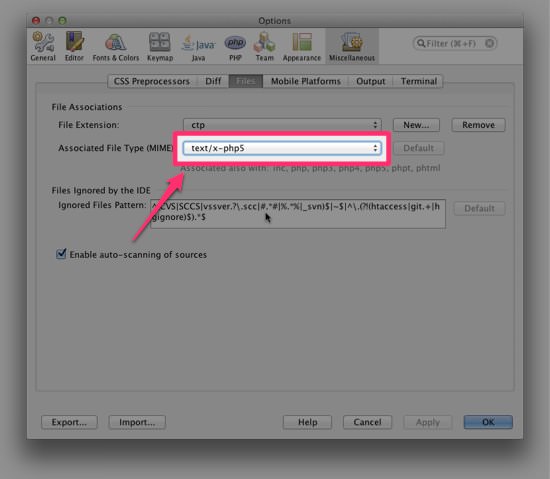 Options
General Editor Fonts & Colors Keymap Java PHP Team Appearance Miscellaneous
Filter (⌘+F)
CSS Preprocessors Diff Files Mobile Platforms Output Terminal
File Associations
File Extension: ctp New... Remove
Associated File Type (MIME) text/x-php5 Default
Associated also with: inc, php, php3, php4, php5, phpt, phtml
Files Ignored by the IDE
Ignored Files Pattern: ^(CVS|SCCS|vssver.?\.scc|#.*#|%.*%|_svn)$|~$|^\.(?!(htaccess|git.+|h Default
gignore)$).*$
Enable auto-scanning of sources
Export... Import... Help Cancel Apply OK